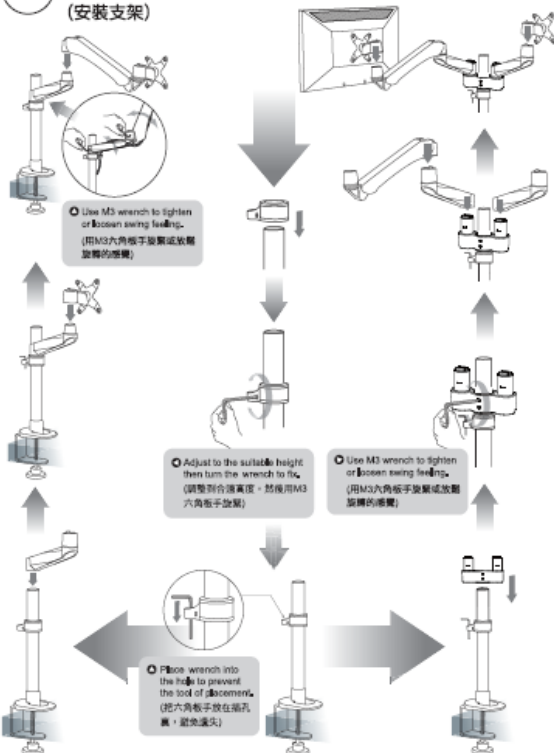 (安裝支架)
Use M3 wrench to tighten
or loosen swing feeling.
(用M3六角板手旋緊或放鬆
旋轉的感覺)
Adjust to the suitable height
then turn the wrench to fix.
(調整到合適高度，然後用M3
六角板手旋緊)
Use M3 wrench to tighten
or loosen swing feeling.
(用M3六角板手旋緊或放鬆
旋轉的感覺)
Place wrench into
the hole to prevent
the tool of placement.
(把六角板手放在插孔
裏，避免遺失)